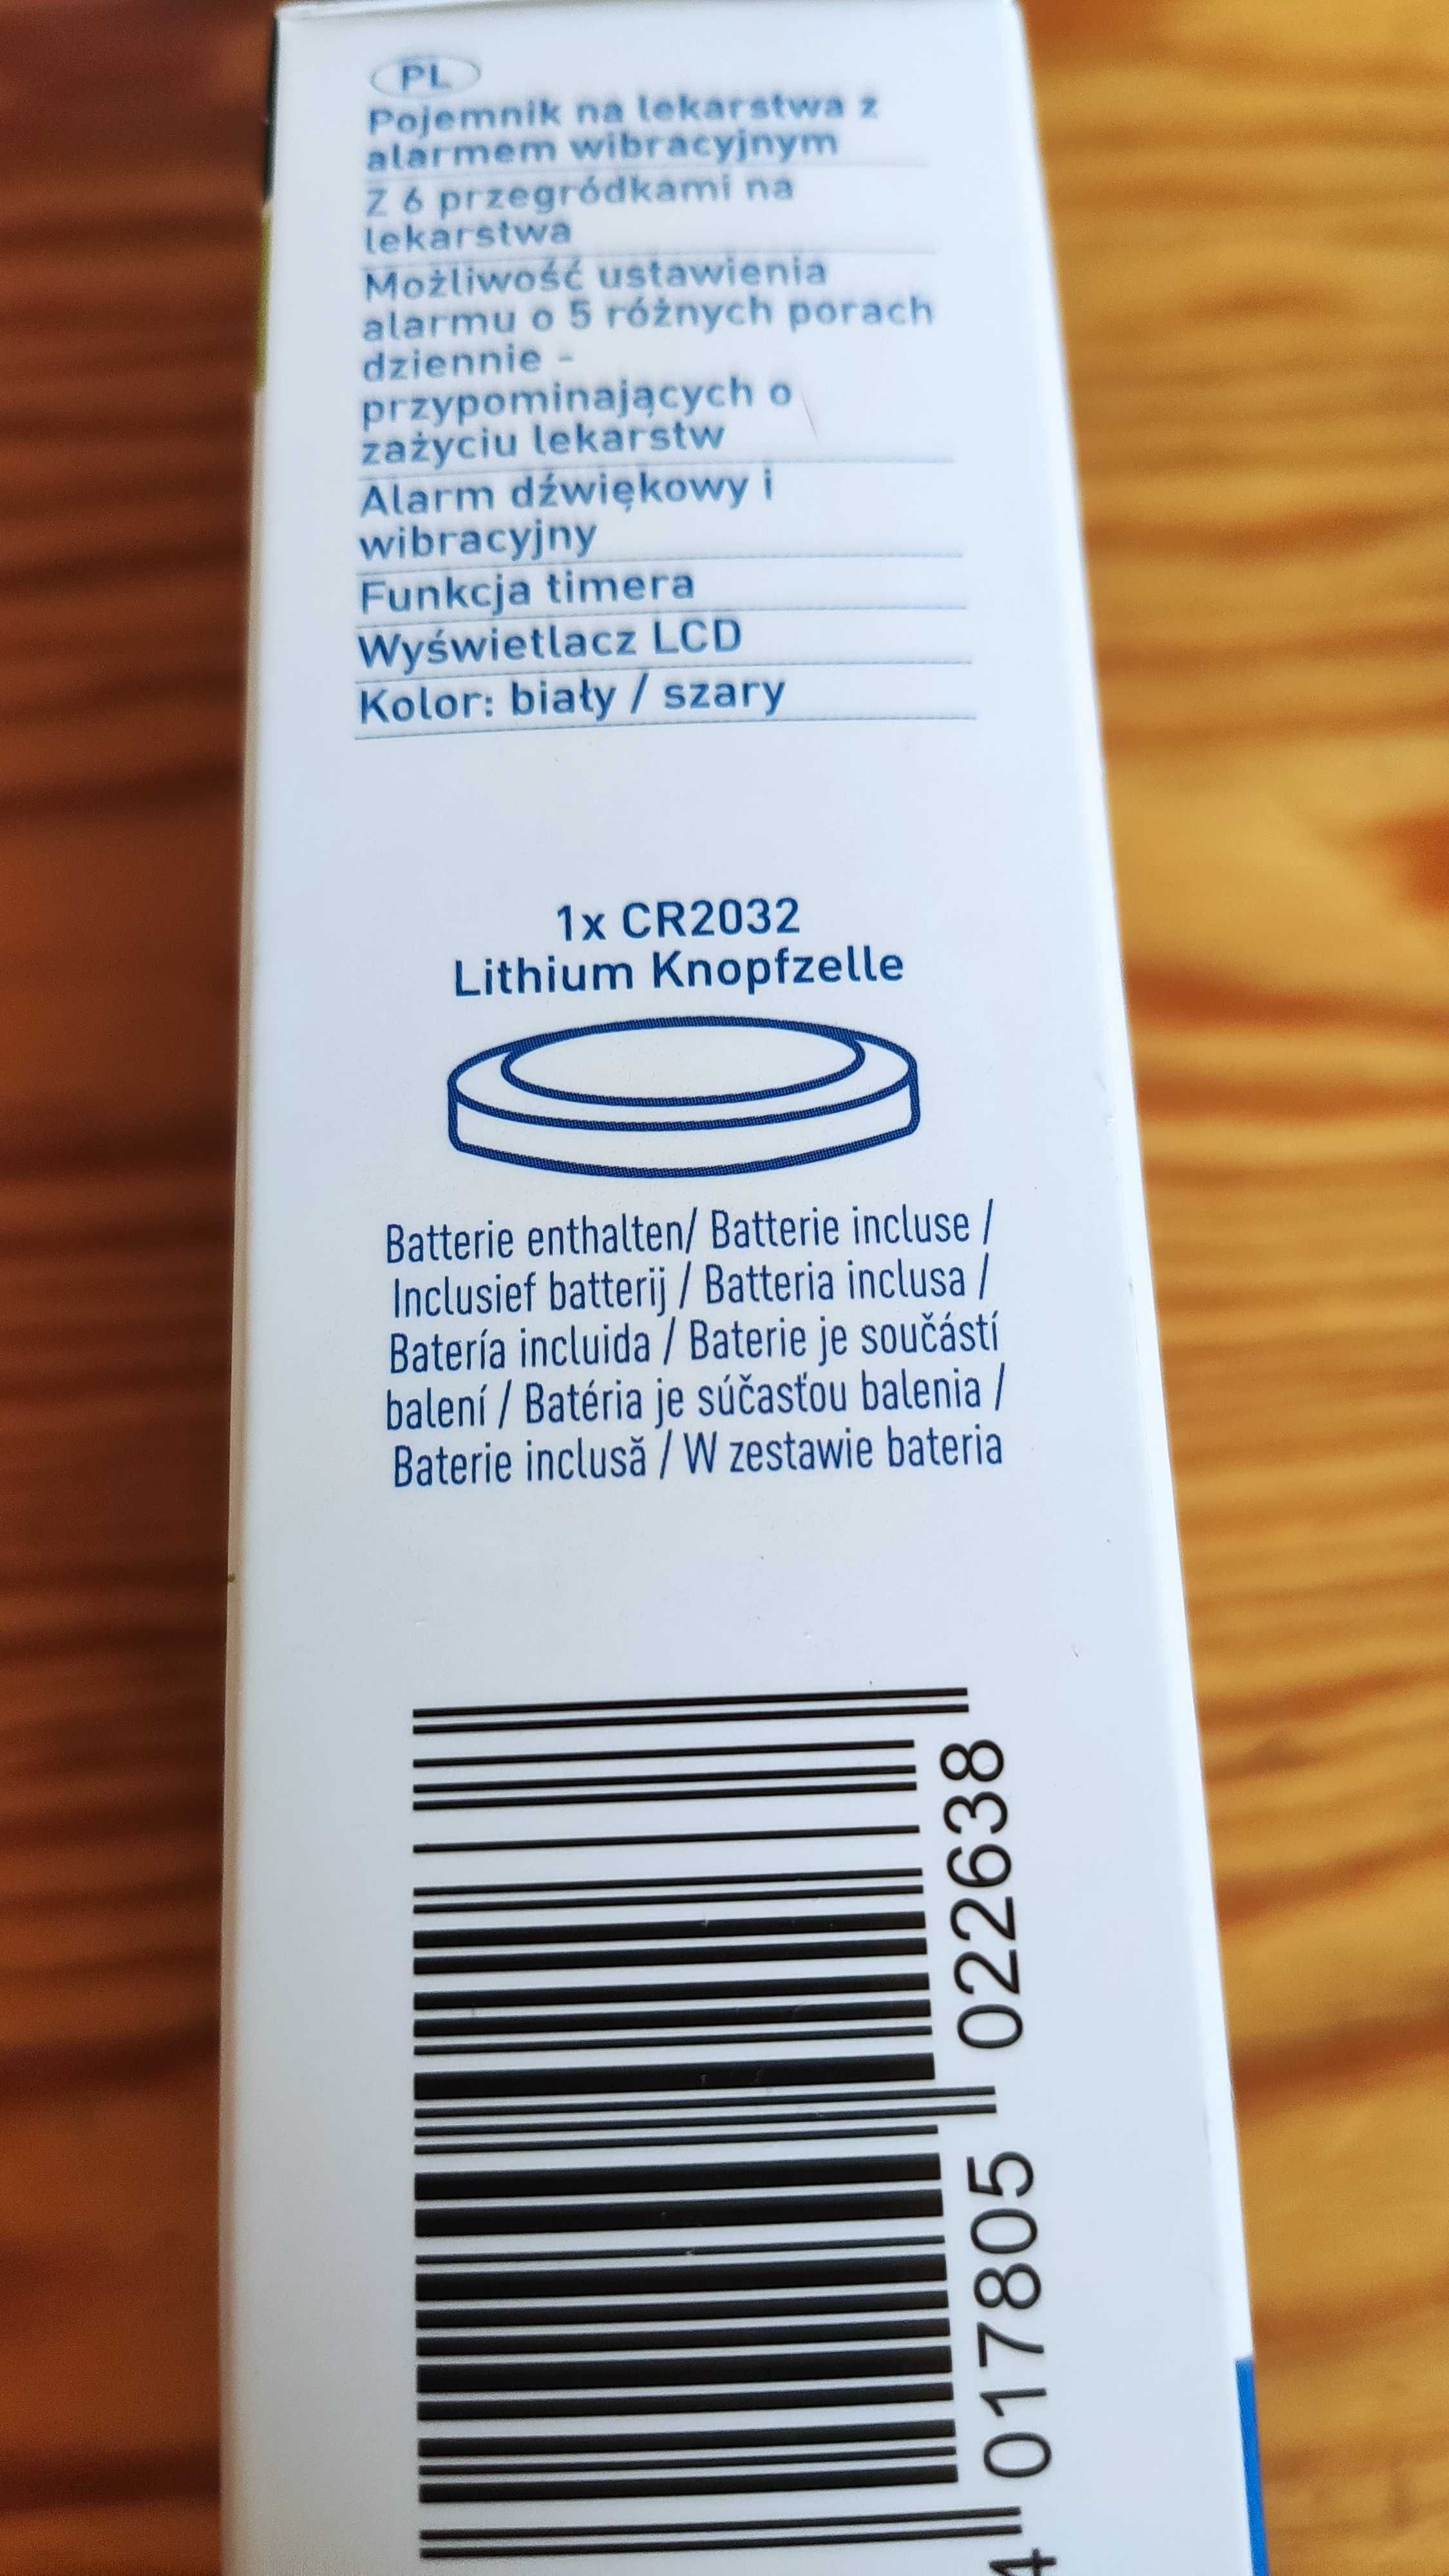 PL
Pojemnik na lekarstwa z
alarmem wibracyjnym
Z 6 przegródkami na
lekarstwa
Możliwość ustawienia
alarmu o 5 różnych porach
dziennie -
przypominających o
zażyciu lekarstw
Alarm dźwiękowy i
wibracyjny
Funkcja timera
Wyświetlacz LCD
Kolor: biały / szary
1x CR2032
Lithium Knopfzelle
Batterie enthalten/ Batterie incluse /
Inclusief batterij / Batteria inclusa /
Batería incluida / Baterie je součástí
balení / Batéria je súčasťou balenia /
Baterie inclusă / W zestawie bateria
4 017805 022638